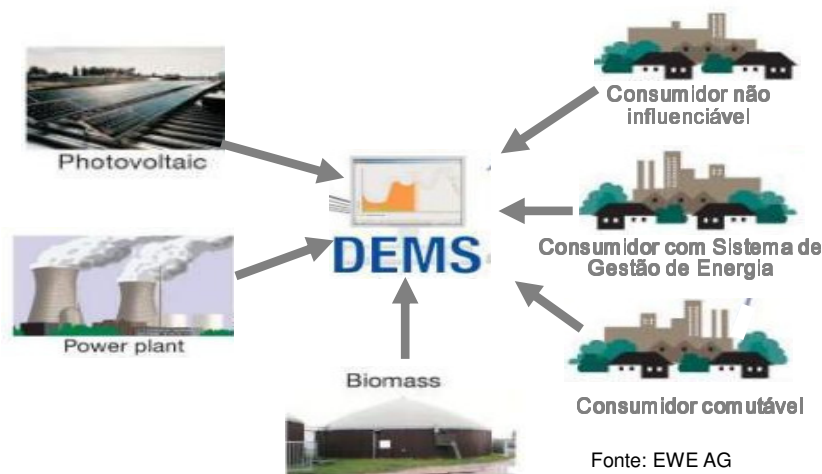 Photovoltaic
Power plant
DEMS
Biomass
Consumidor não
influenciável
Consumidor com Sistema de
Gestão de Energia
Consumidor comutável
Fonte: EWE AG